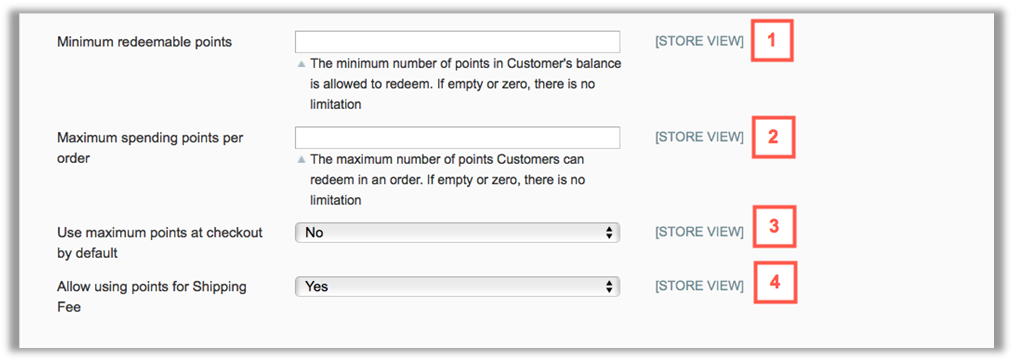 Minimum redeemable points [STORE VIEW] 1
The minimum number of points in Customer's balance
is allowed to redeem. If empty or zero, there is no
limitation
Maximum spending points per [STORE VIEW] 2
order
The maximum number of points Customers can
redeem in an order. If empty or zero, there is no
limitation
Use maximum points at checkout No [STORE VIEW] 3
by default
Allow using points for Shipping Yes [STORE VIEW] 4
Fee